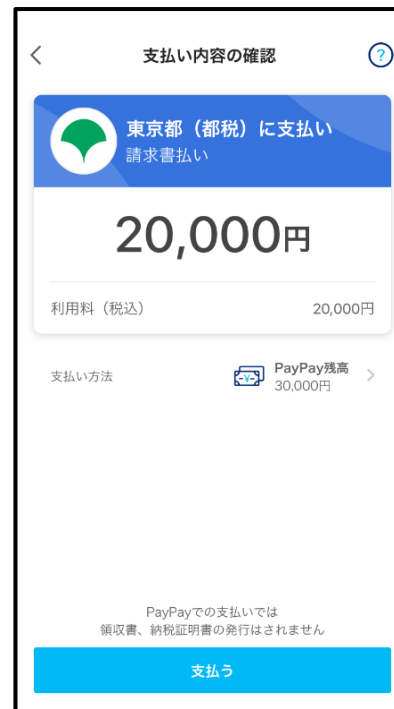 支払い内容の確認
?
東京都（都税）に支払い
請求書払い
20,000円
利用料（税込） 20,000円
支払い方法 PayPay残高
30,000円
PayPayでの支払いでは
領収書、納税証明書の発行はされません
支払う